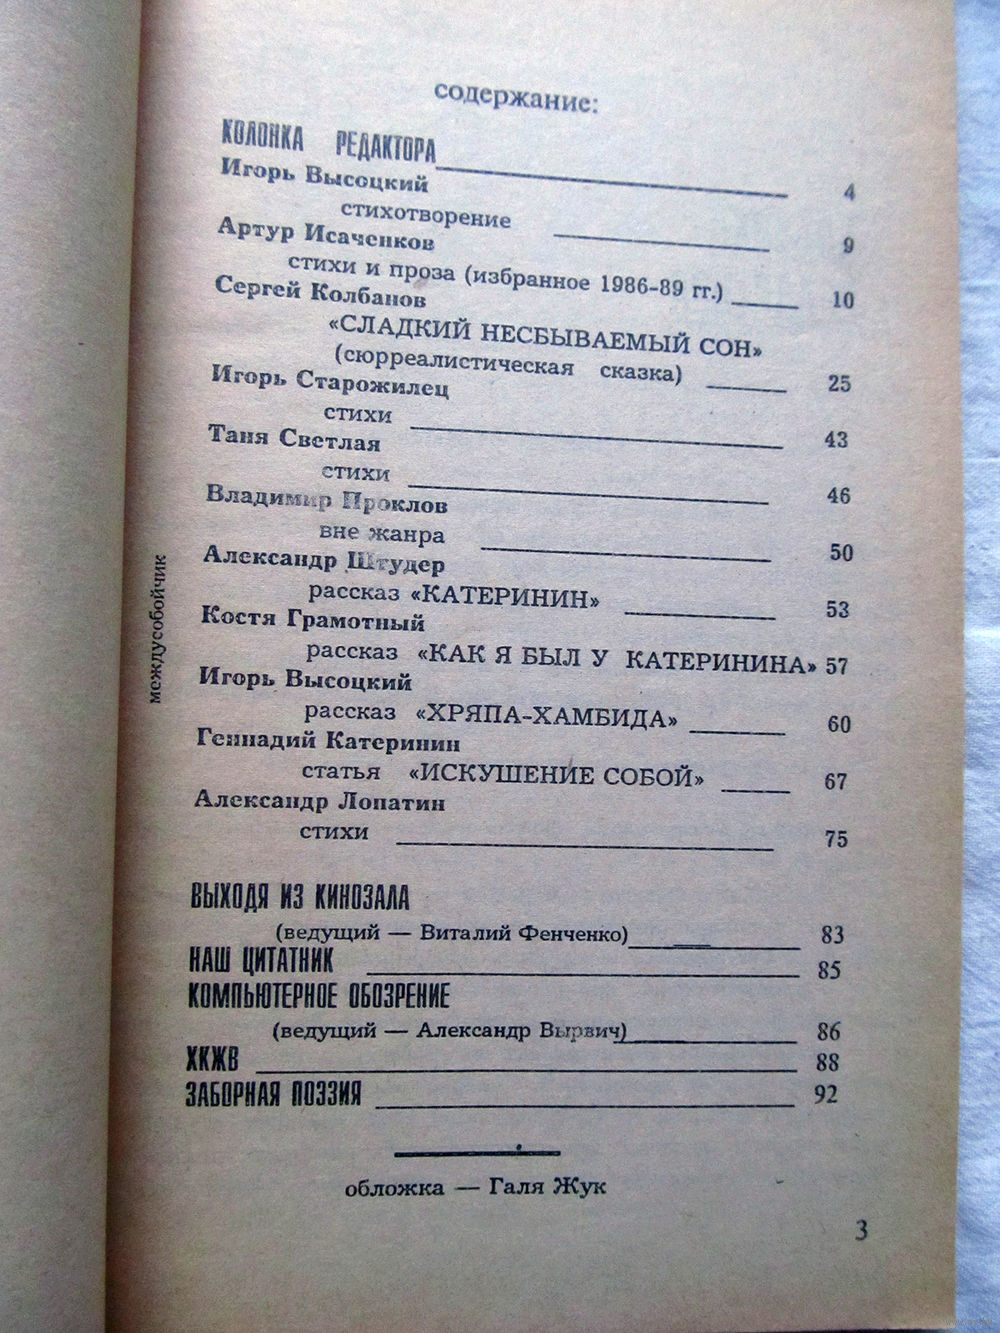 содержание:
КОЛОНКА РЕДАКТОРА 4
Игорь Высоцкий
стихотворение 9
Артур Исаченков
стихи и проза (избранное 1986-89 гг.) 10
Сергей Колбанов
«СЛАДКИЙ НЕСБЫВАЕМЫЙ СОН»
(сюрреалистическая сказка) 25
Игорь Старожилец
стихи 43
Таня Светлая
стихи 46
Владимир Проклов
вне жанра 50
Александр Штудер
рассказ «КАТЕРИНИН» 53
Костя Грамотный
рассказ «КАК Я БЫЛ У КАТЕРИНИНА» 57
Игорь Высоцкий
рассказ «ХРЯПА-ХАМБИДА» 60
Геннадий Катеринин
статья «ИСКУШЕНИЕ СОБОЙ» 67
Александр Лопатин
стихи 75
междусобойчик
ВЫХОДЯ ИЗ КИНОЗАЛА
(ведущий — Виталий Фенченко) 83
НАШ ЦИТАТНИК 85
КОМПЬЮТЕРНОЕ ОБОЗРЕНИЕ
(ведущий — Александр Вырвич) 86
ХКЖВ 88
ЗАБОРНАЯ ПОЭЗИЯ 92
обложка — Галя Жук
3